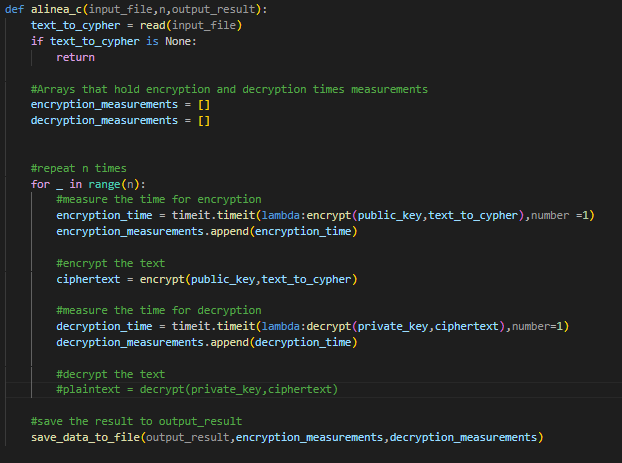 def alinea_c(input_file,n,output_result):
    text_to_cypher = read(input_file)
    if text_to_cypher is None:
        return

    #Arrays that hold encryption and decryption times measurements
    encryption_measurements = []
    decryption_measurements = []


    #repeat n times
    for _ in range(n):
        #measure the time for encryption
        encryption_time = timeit.timeit(lambda:encrypt(public_key,text_to_cypher),number =1)
        encryption_measurements.append(encryption_time)

        #encrypt the text
        ciphertext = encrypt(public_key,text_to_cypher)

        #measure the time for decryption
        decryption_time = timeit.timeit(lambda:decrypt(private_key,ciphertext),number=1)
        decryption_measurements.append(decryption_time)

        #decrypt the text
        #plaintext = decrypt(private_key,ciphertext)

    #save the result to output_result
    save_data_to_file(output_result,encryption_measurements,decryption_measurements)